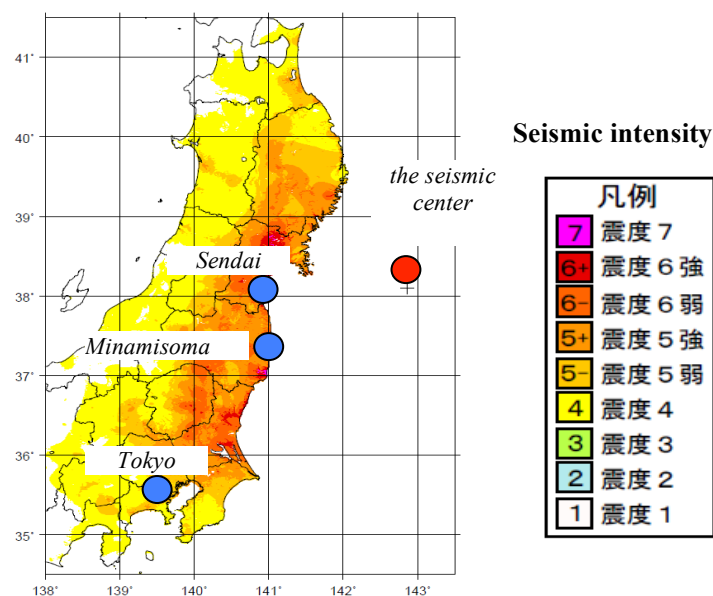 41°
40°
39°
38°
37°
36°
35°
138°
139°
140°
141°
142°
143°
the seismic
center
Sendai
Minamisoma
Tokyo
Seismic intensity
凡例
7 震度7
6+ 震度6強
6- 震度6弱
5+ 震度5強
5- 震度5弱
4 震度4
3 震度3
2 震度2
1 震度1